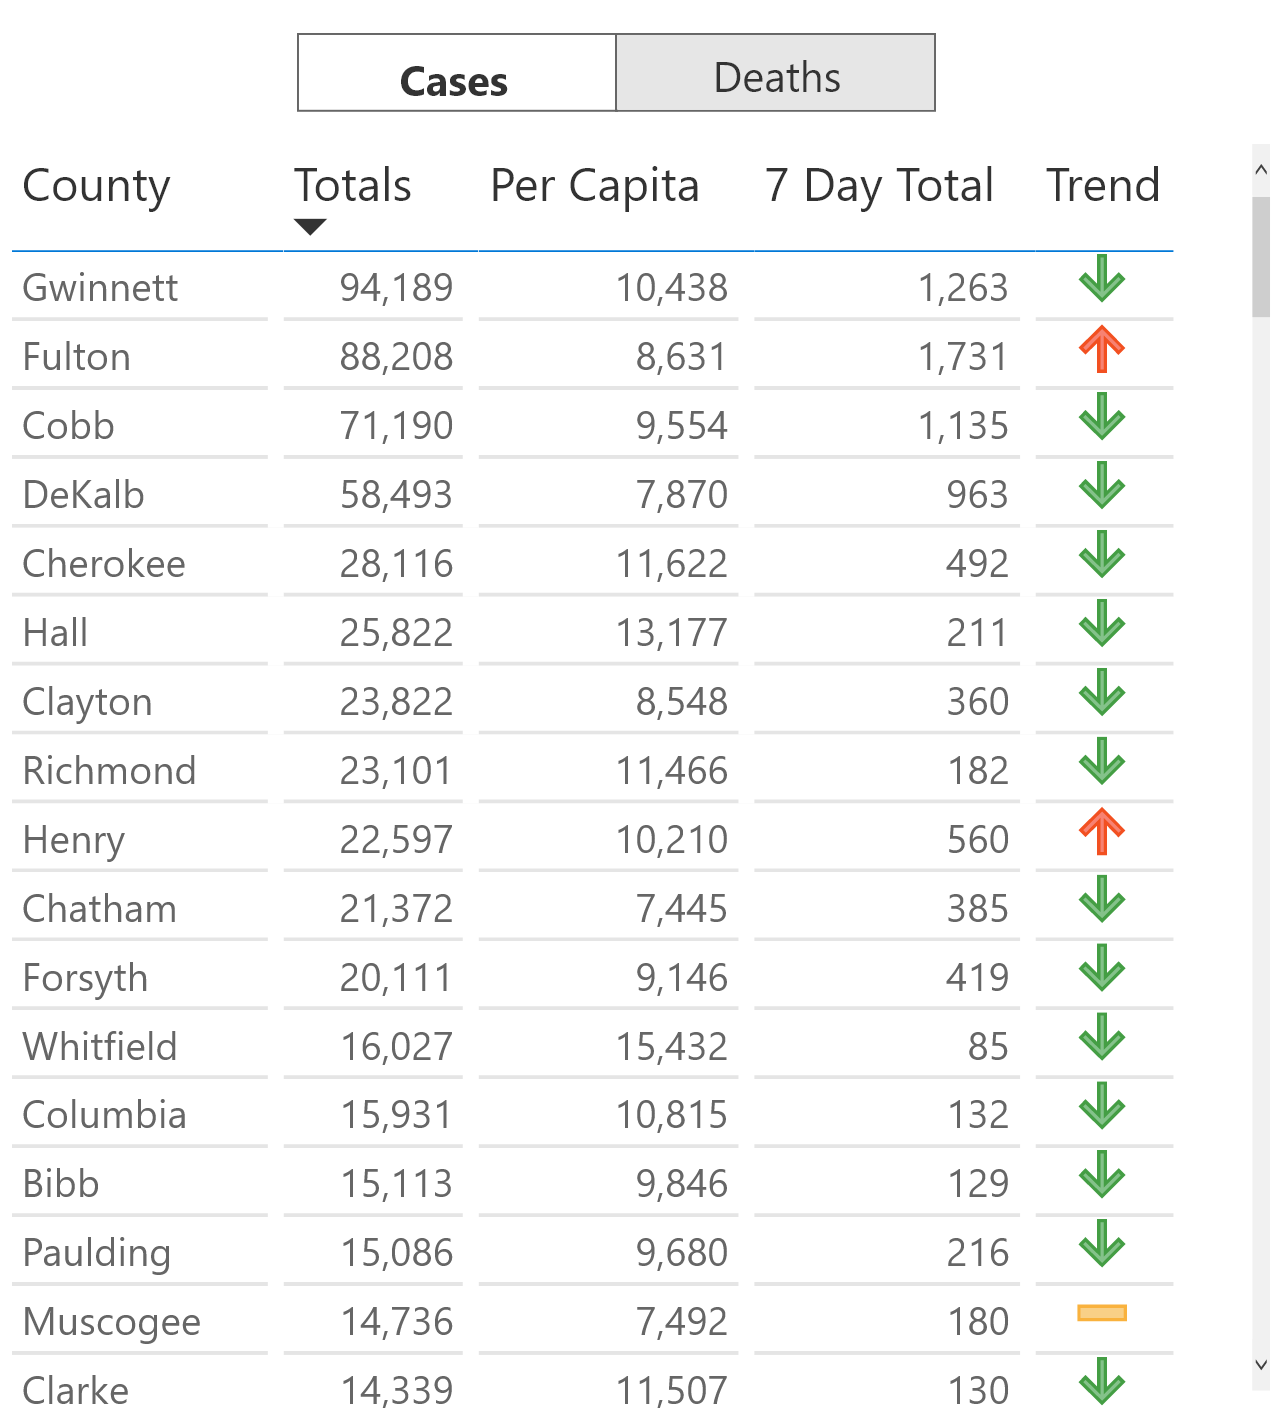 Cases Deaths
County Totals Per Capita 7 Day Total Trend
Gwinnett 94,189 10,438 1,263
Fulton 88,208 8,631 1,731
Cobb 71,190 9,554 1,135
DeKalb 58,493 7,870 963
Cherokee 28,116 11,622 492
Hall 25,822 13,177 211
Clayton 23,822 8,548 360
Richmond 23,101 11,466 182
Henry 22,597 10,210 560
Chatham 21,372 7,445 385
Forsyth 20,111 9,146 419
Whitfield 16,027 15,432 85
Columbia 15,931 10,815 132
Bibb 15,113 9,846 129
Paulding 15,086 9,680 216
Muscogee 14,736 7,492 180
Clarke 14,339 11,507 130